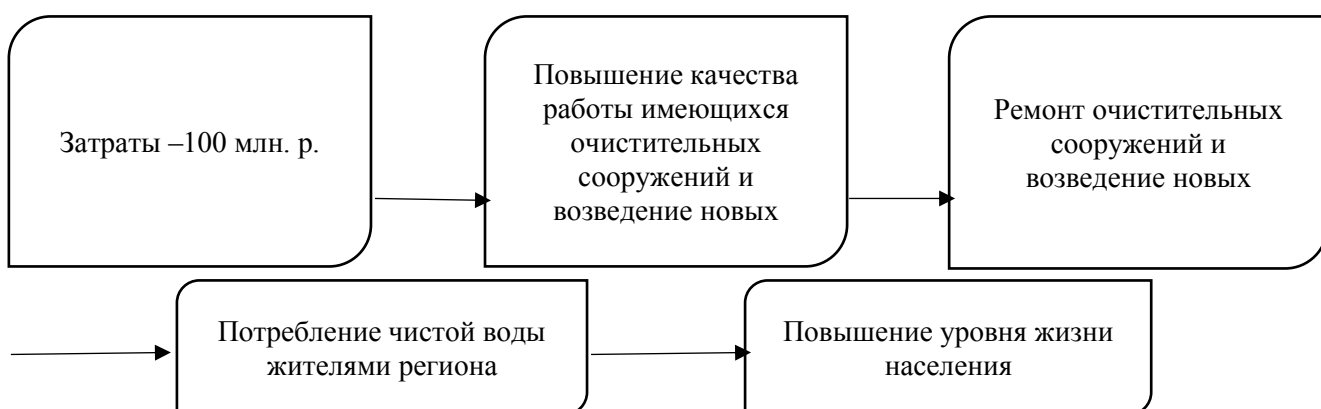 Затраты –100 млн. р.
Повышение качества
работы имеющихся
очистительных
сооружений и
возведение новых
Ремонт очистительных
сооружений и
возведение новых
Потребление чистой воды
жителями региона
Повышение уровня жизни
населения